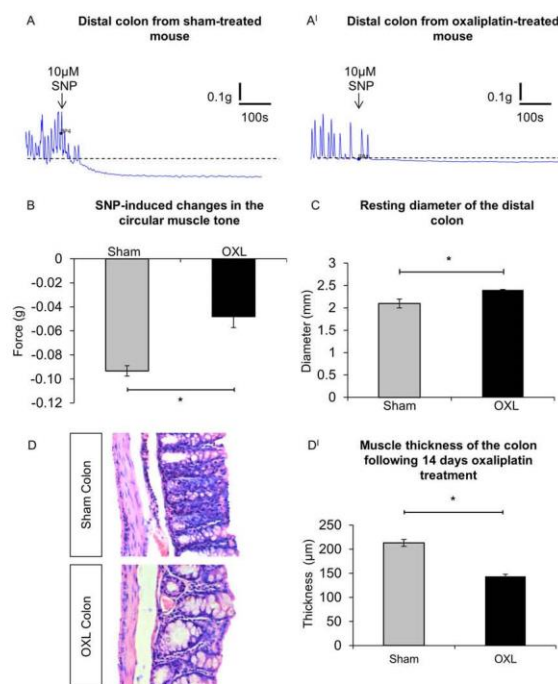 A
Distal colon from sham-treated
mouse
10µM
SNP
0.1g
100s
Aᴵ
Distal colon from oxaliplatin-treated
mouse
10µM
SNP
0.1g
100s
B
SNP-induced changes in the
circular muscle tone
Sham
OXL
0
-0.02
-0.04
-0.06
-0.08
-0.10
-0.12
Force (g)
*
C
Resting diameter of the distal
colon
*
3
2.5
2
1.5
1
0.5
0
Diameter (mm)
Sham
OXL
D
Sham Colon
OXL Colon
Dᴵ
Muscle thickness of the colon
following 14 days oxaliplatin
treatment
*
250
200
150
100
50
0
Thickness (µm)
Sham
OXL